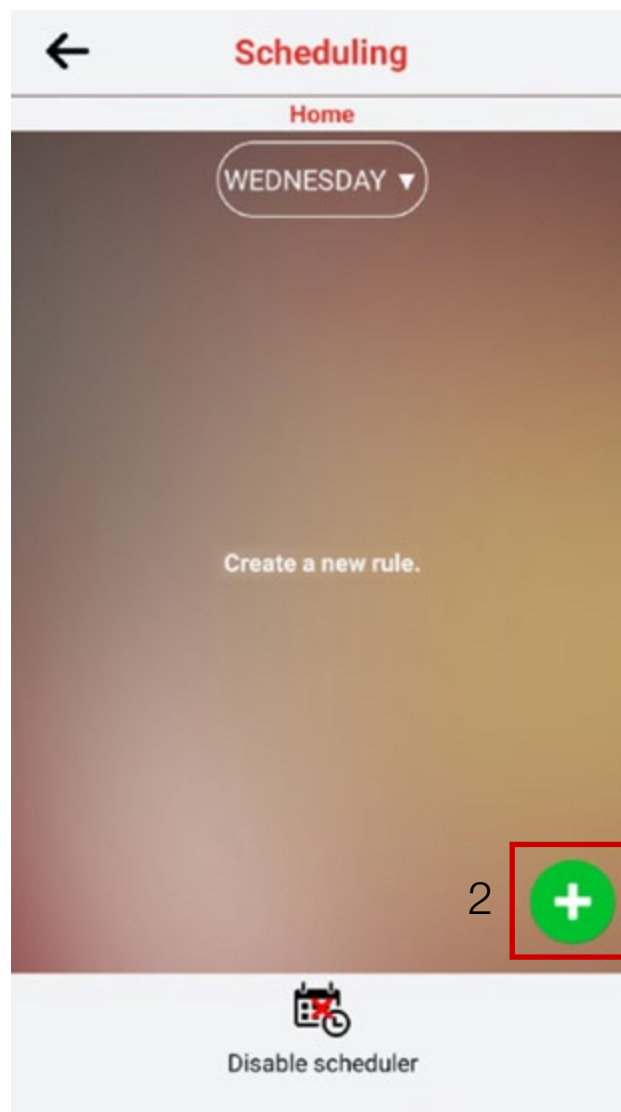 Scheduling
Home
WEDNESDAY ▼
Create a new rule.
2
Disable scheduler